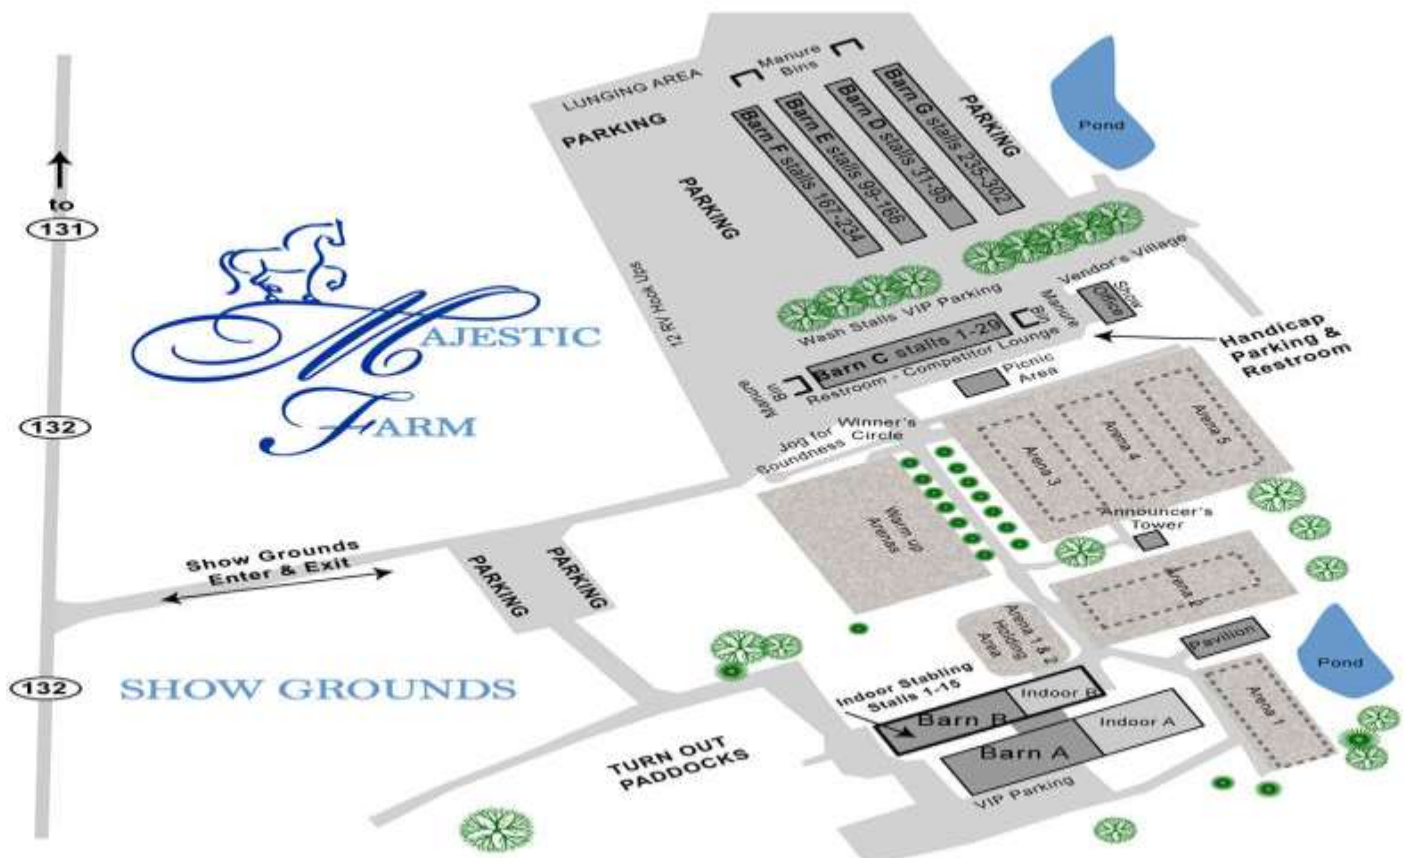 Manure
Bins
LUNGING AREA
PARKING
PARKING
PARKING
Barn F stalls 167-234
Barn E stalls 99-166
Barn D stalls 31-98
Barn G stalls 235-302
Pond
to
131
MAJESTIC
FARM
132
12 RV Hook Ups
Wash Stalls VIP Parking
Vendor's Village
Show
Office
Manure
Bin
Barn C stalls 1-29
Restroom - Competitor Lounge
Manure
Bin
Picnic
Area
Handicap
Parking &
Restroom
Jog for
Soundness
Winner's
Circle
Arena 3
Arena 4
Arena 5
Warm up
Arenas
Announcer's
Tower
Show Grounds
Enter & Exit
PARKING
PARKING
Arena
Arena 1 & 2
Holding
Area
Pavilion
Pond
132
SHOW GROUNDS
Indoor Stabling
Stalls 1-15
Barn B
Indoor B
Barn A
Indoor A
Arena 1
TURN OUT
PADDOCKS
VIP Parking